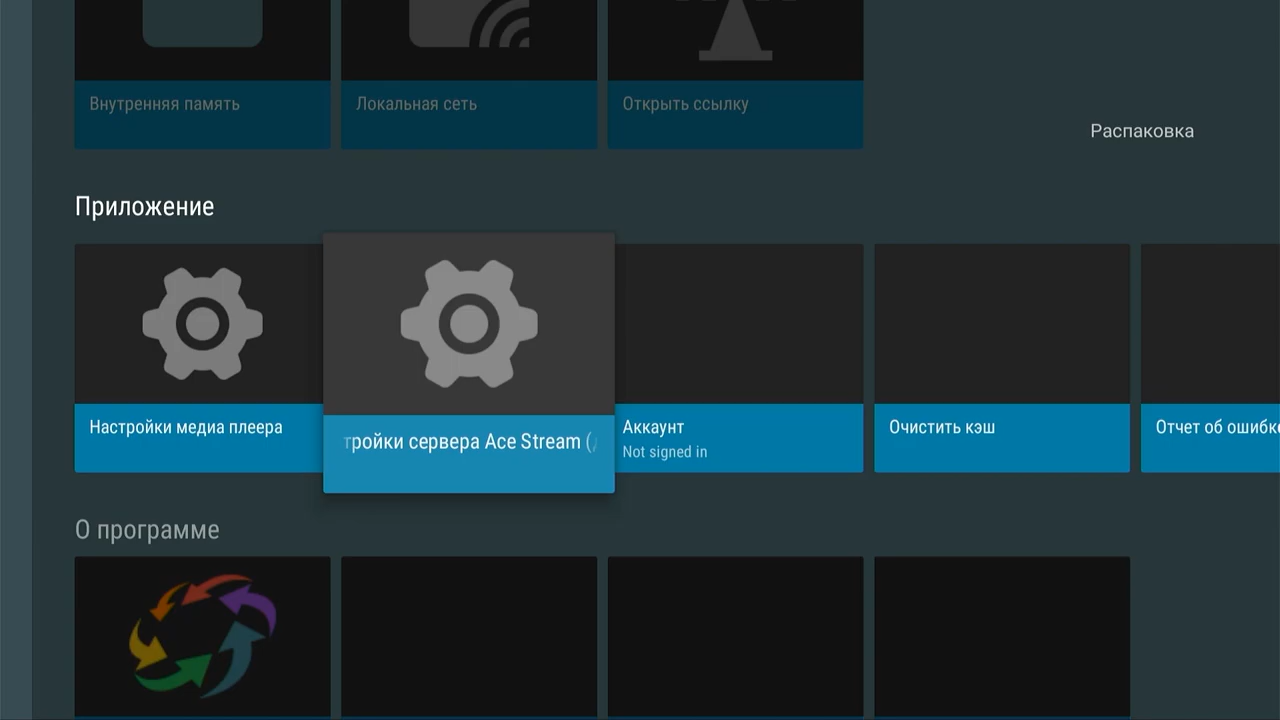 Внутренняя память
Локальная сеть
Открыть ссылку
Распаковка
Приложение
Настройки медиа плеера
тройки сервера Ace Stream (
Аккаунт
Not signed in
Очистить кэш
Отчет об ошибк
О программе